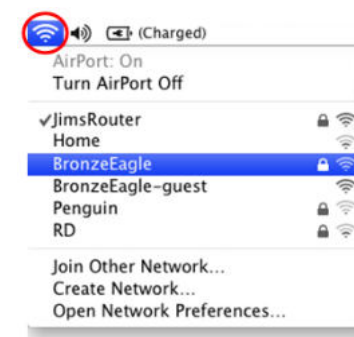 (Charged)
AirPort: On
Turn AirPort Off
✓JimsRouter
Home
BronzeEagle
BronzeEagle-guest
Penguin
RD
Join Other Network...
Create Network...
Open Network Preferences...